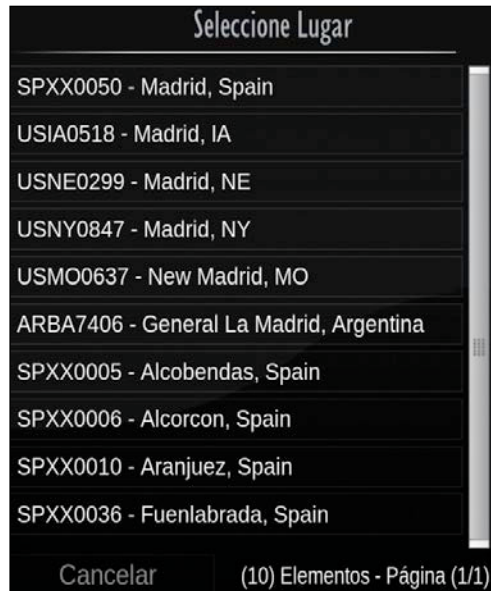 Seleccione Lugar
SPXX0050 - Madrid, Spain
USIA0518 - Madrid, IA
USNE0299 - Madrid, NE
USNY0847 - Madrid, NY
USMO0637 - New Madrid, MO
ARBA7406 - General La Madrid, Argentina
SPXX0005 - Alcobendas, Spain
SPXX0006 - Alcorcon, Spain
SPXX0010 - Aranjuez, Spain
SPXX0036 - Fuenlabrada, Spain
Cancelar (10) Elementos - Página (1/1)